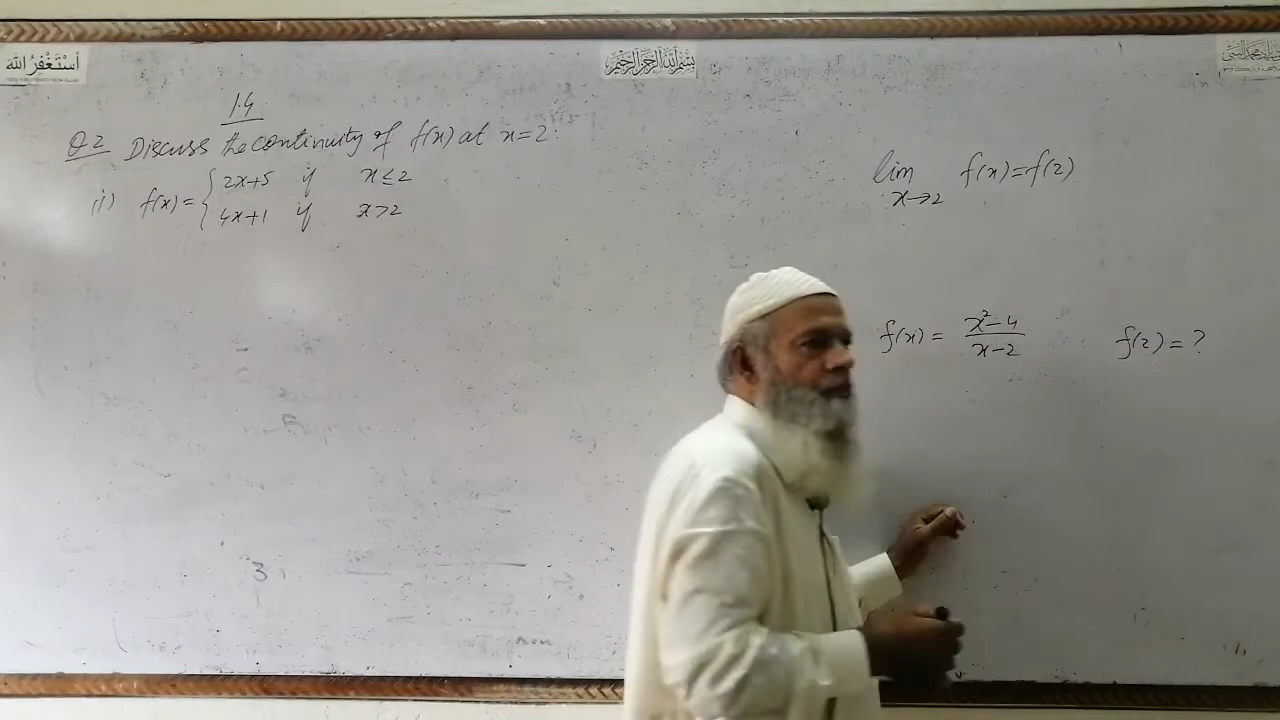 أستغفر الله
بسم الله الرحمن الرحيم
1.4
Q2 Discuss the continuity of f(x) at x=2:
(i) f(x)= { 2x+5 if x≤2
4x+1 if x>2
lim x→2 f(x)=f(2)
f(x)= x²-4 / x-2 f(2)=?